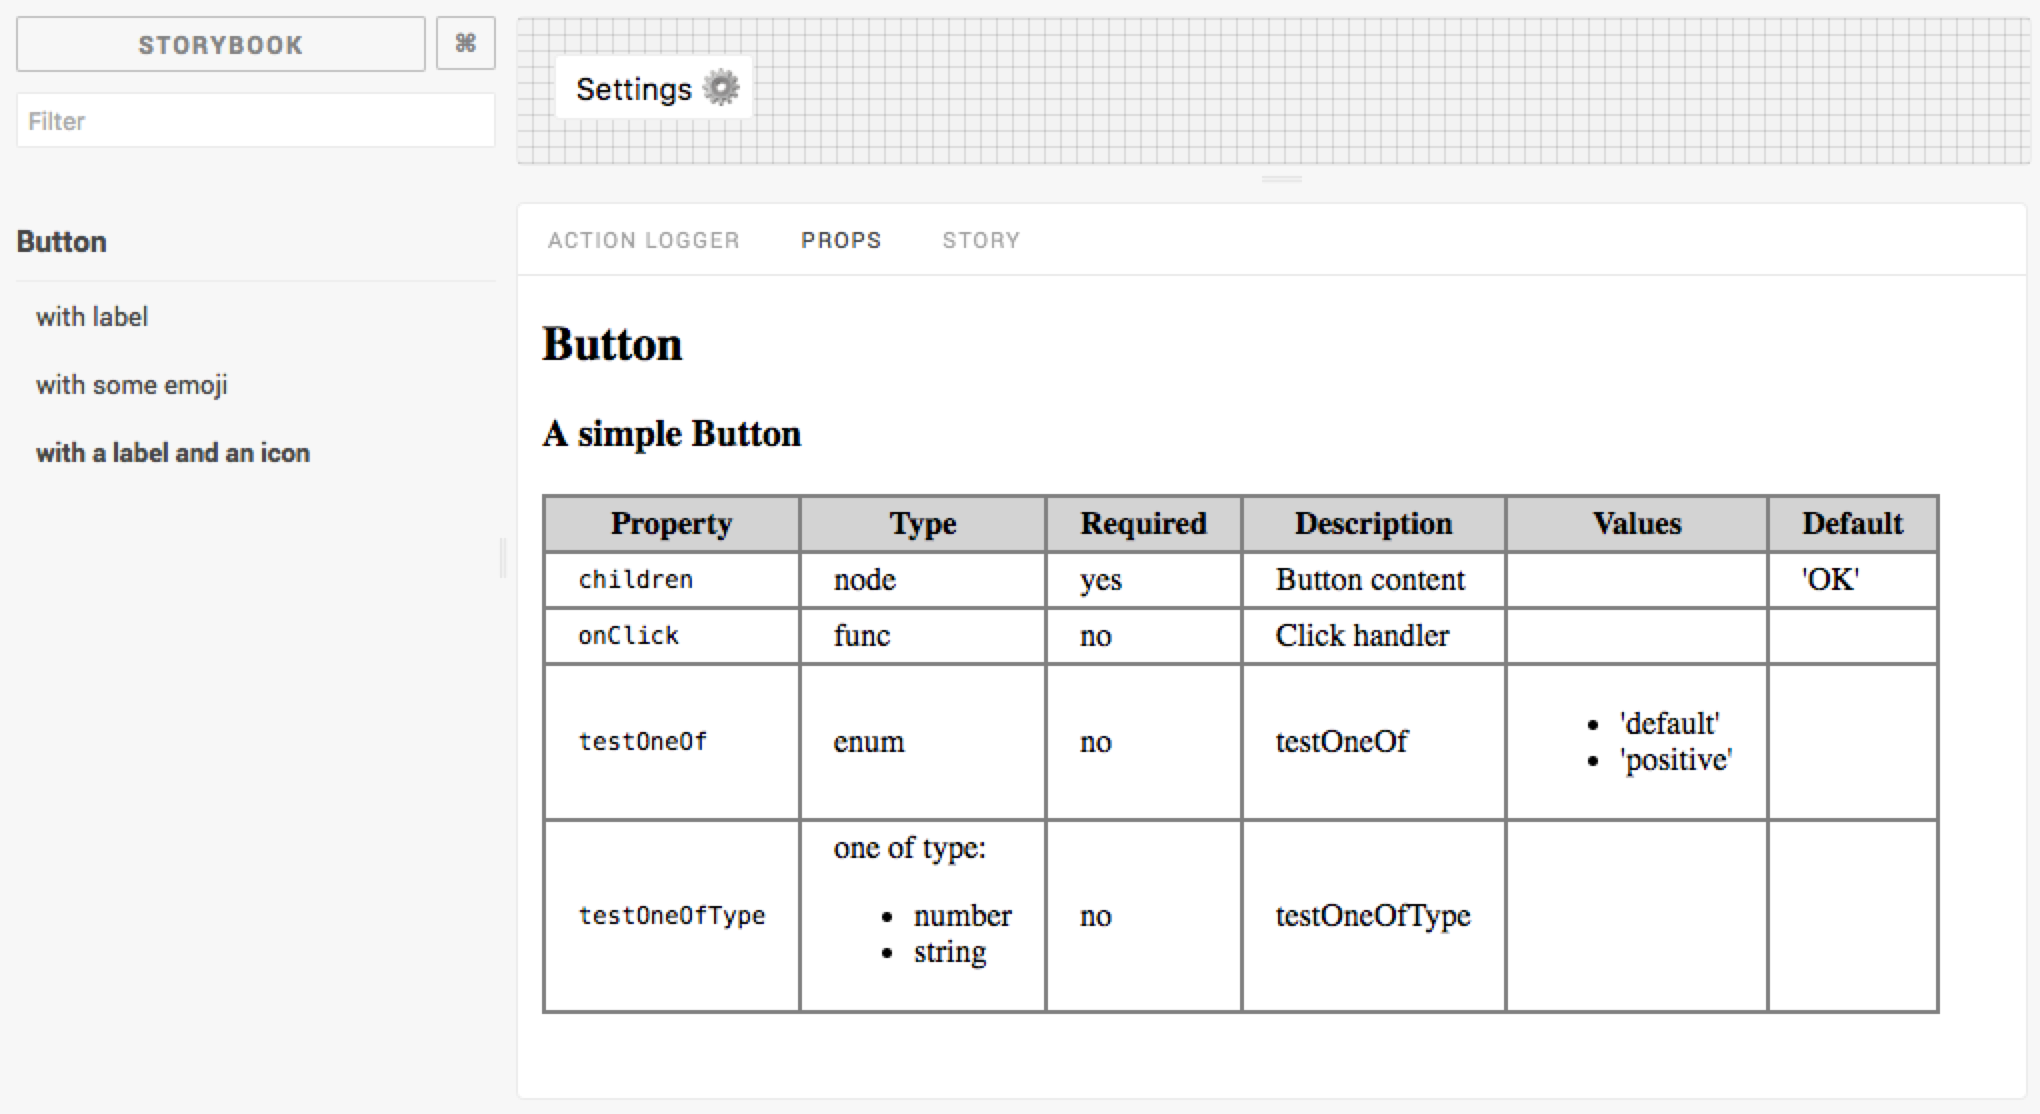 STORYBOOK ⌘
Filter
Button
with label
with some emoji
with a label and an icon
Settings
ACTION LOGGER PROPS STORY
Button
A simple Button
Property Type Required Description Values Default
children node yes Button content 'OK'
onClick func no Click handler
testOneOf enum no testOneOf
• 'default'
• 'positive'
testOneOfType
one of type:
• number
• string
no testOneOfType